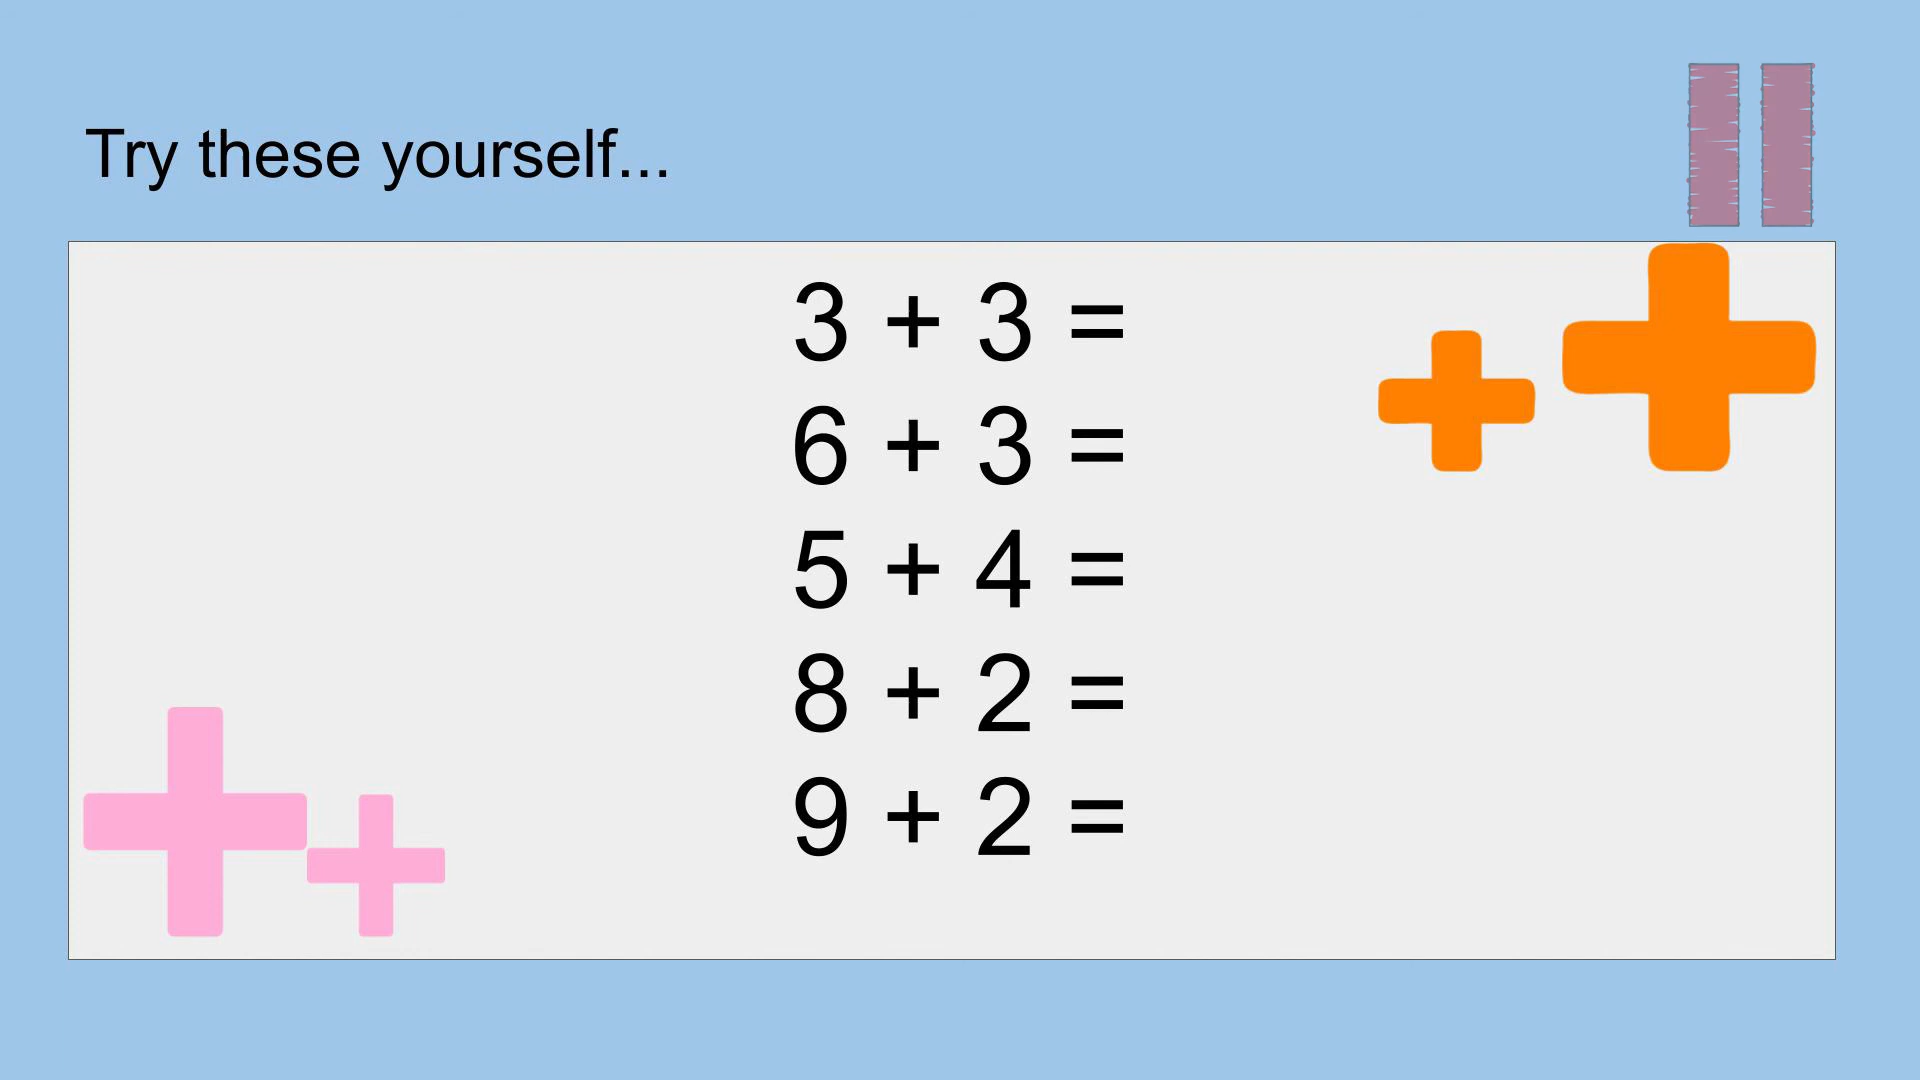 Try these yourself...
3 + 3 =
6 + 3 =
5 + 4 =
8 + 2 =
9 + 2 =